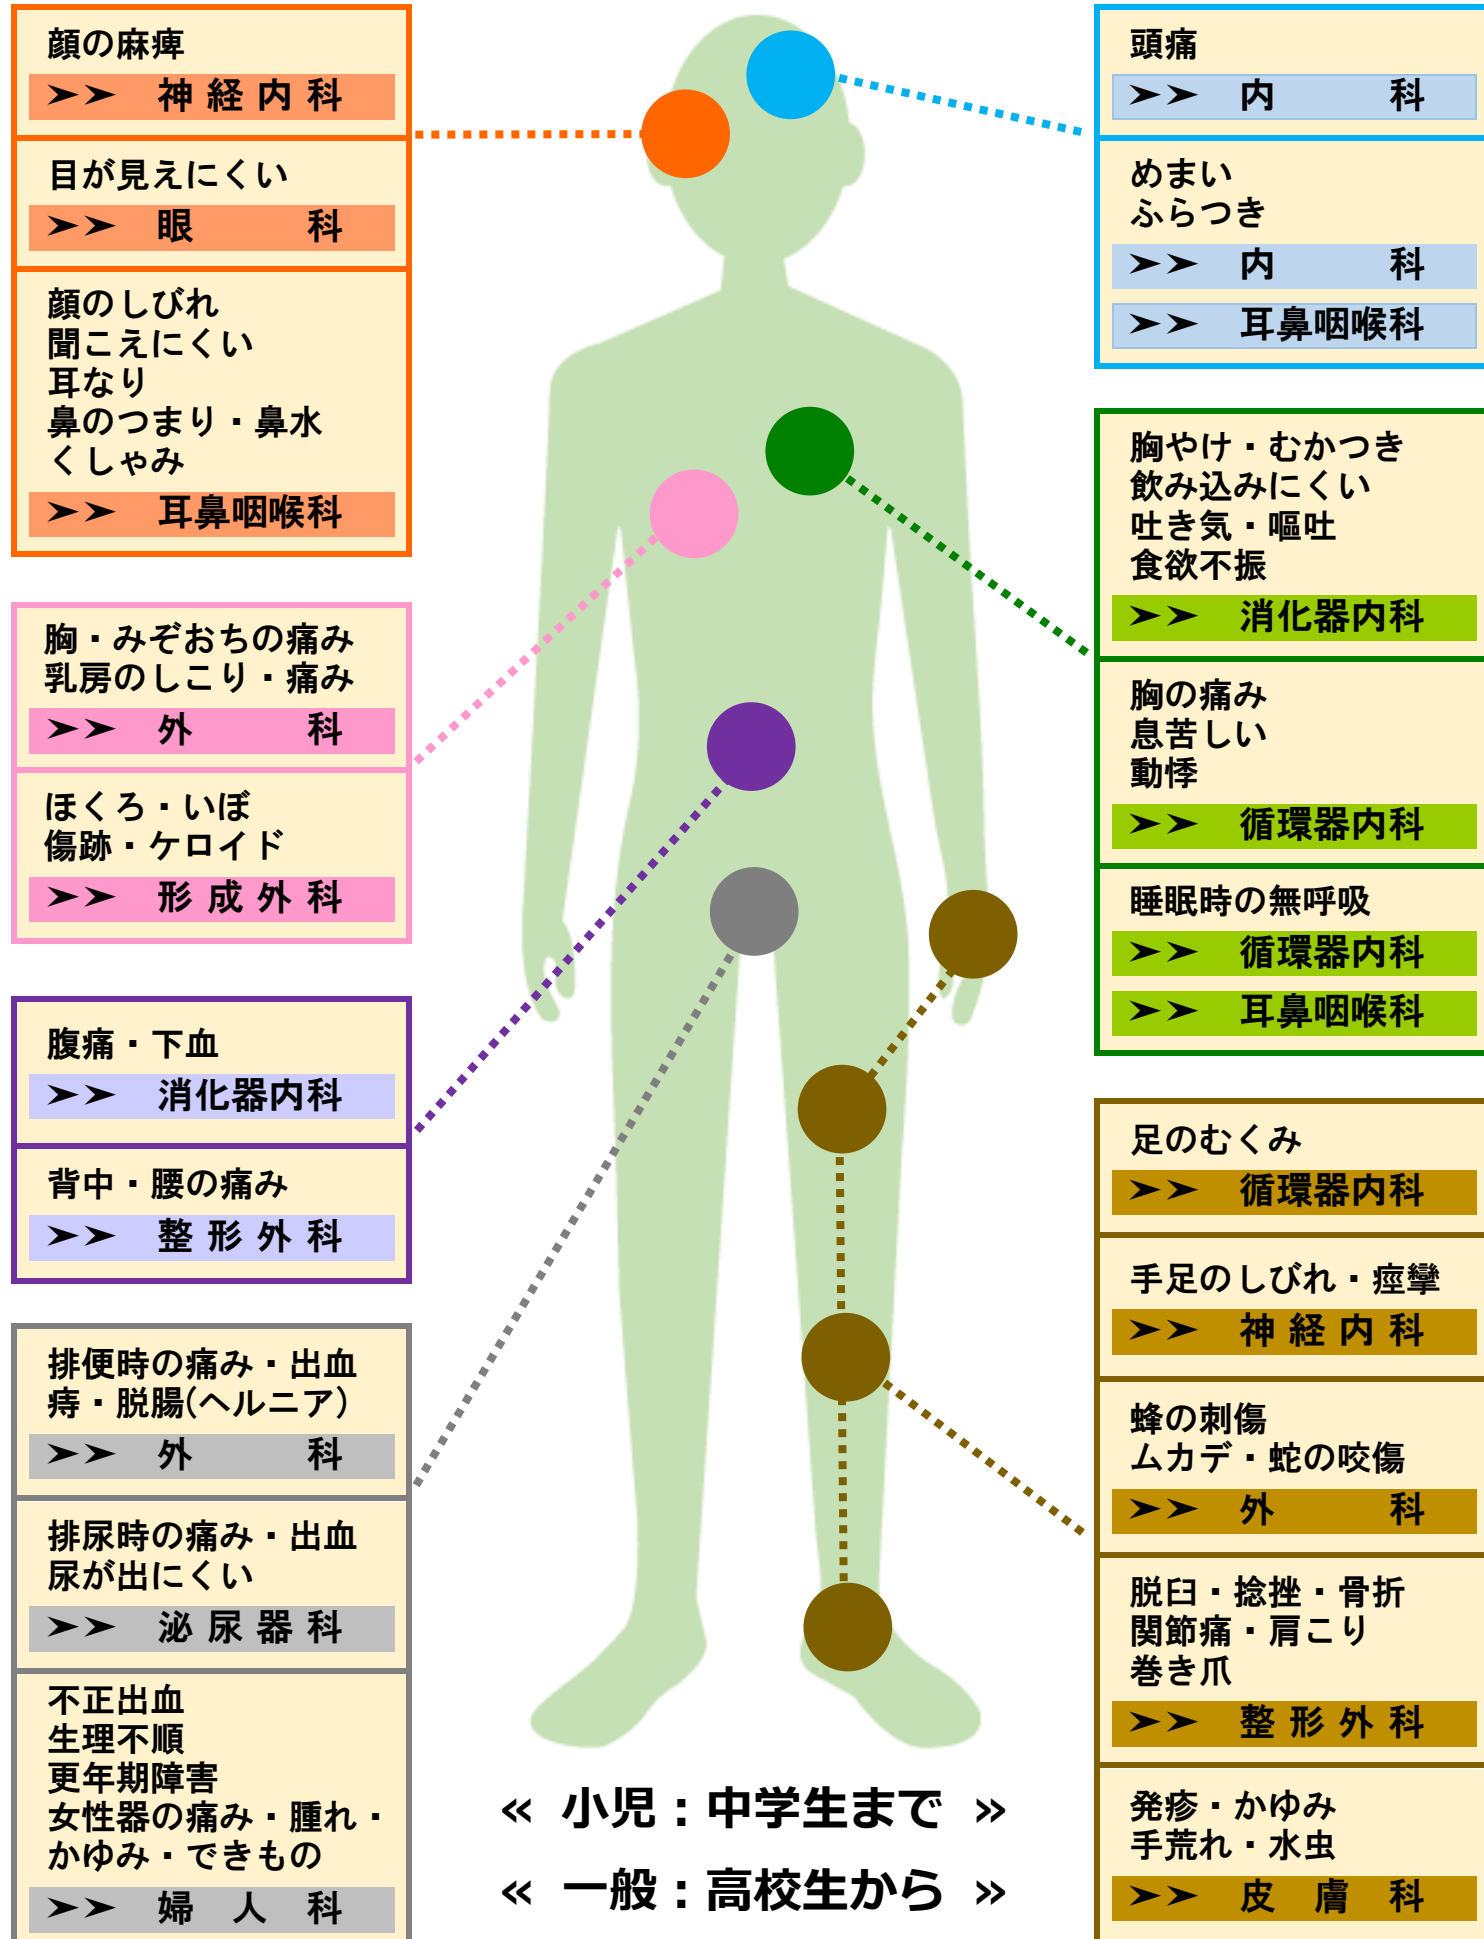 顔の麻痺
➤➤ 神経内科
目が見えにくい
➤➤ 眼 科
顔のしびれ
聞こえにくい
耳なり
鼻のつまり・鼻水
くしゃみ
➤➤ 耳鼻咽喉科
胸・みぞおちの痛み
乳房のしこり・痛み
➤➤ 外 科
ほくろ・いぼ
傷跡・ケロイド
➤➤ 形成外科
腹痛・下血
➤➤ 消化器内科
背中・腰の痛み
➤➤ 整形外科
排便時の痛み・出血
痔・脱腸(ヘルニア)
➤➤ 外 科
排尿時の痛み・出血
尿が出にくい
➤➤ 泌尿器科
不正出血
生理不順
更年期障害
女性器の痛み・腫れ・
かゆみ・できもの
➤➤ 婦人科
頭痛
➤➤ 内 科
めまい
ふらつき
➤➤ 内 科
➤➤ 耳鼻咽喉科
胸やけ・むかつき
飲み込みにくい
吐き気・嘔吐
食欲不振
➤➤ 消化器内科
胸の痛み
息苦しい
動悸
➤➤ 循環器内科
睡眠時の無呼吸
➤➤ 循環器内科
➤➤ 耳鼻咽喉科
足のむくみ
➤➤ 循環器内科
手足のしびれ・痙攣
➤➤ 神経内科
蜂の刺傷
ムカデ・蛇の咬傷
➤➤ 外 科
脱臼・捻挫・骨折
関節痛・肩こり
巻き爪
➤➤ 整形外科
発疹・かゆみ
手荒れ・水虫
➤➤ 皮膚科
« 小児：中学生まで »
« 一般：高校生から »